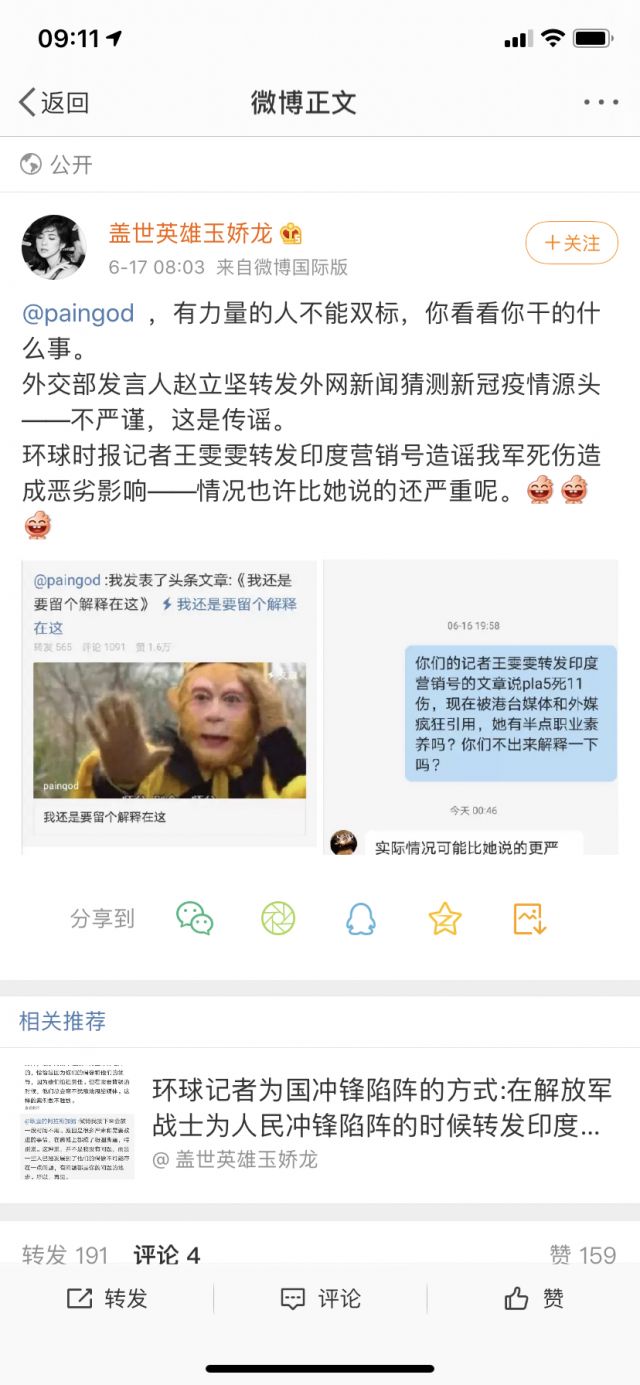 09:11
返回
微博正文
公开
盖世英雄玉娇龙
6-17 08:03 来自微博国际版
＋关注
@paingod ，有力量的人不能双标，你看看你干的什
么事。
外交部发言人赵立坚转发外网新闻猜测新冠疫情源头
——不严谨，这是传谣。
环球时报记者王雯雯转发印度营销号造谣我军死伤造
成恶劣影响——情况也许比她说的还严重呢。
@paingod :我发表了头条文章:《我还是
要留个解释在这》 我还是要留个解释
在这
转发 565 评论 1091 赞 1.6万
paingod
我还是要留个解释在这
06-16 19:58
你们的记者王雯雯转发印度
营销号的文章说pla5死11
伤，现在被港台媒体和外媒
疯狂引用，她有半点职业素
养吗？你们不出来解释一下
吗？
今天 00:46
实际情况可能比她说的更严
分享到
相关推荐
环球记者为国冲锋陷阵的方式:在解放军
战士为人民冲锋陷阵的时候转发印度...
@ 盖世英雄玉娇龙
转发 191 评论 4 赞 159
转发 评论 赞